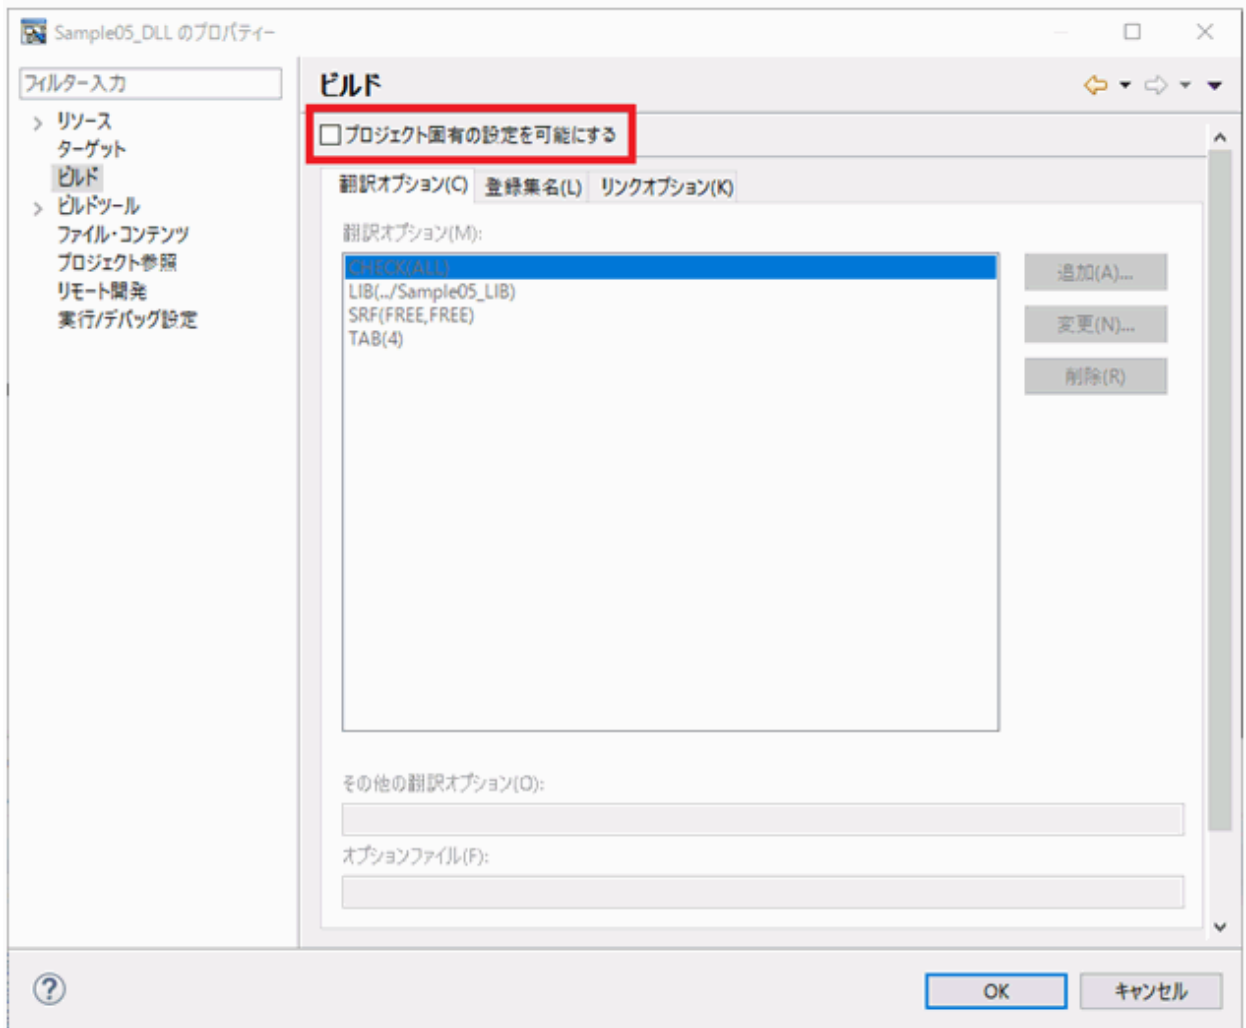 Sample05_DLL のプロパティー
フィルター入力
リソース
ターゲット
ビルド
ビルドツール
ファイル・コンテンツ
プロジェクト参照
リモート開発
実行/デバッグ設定
ビルド
プロジェクト固有の設定を可能にする
翻訳オプション(C) 登録集名(L) リンクオプション(K)
翻訳オプション(M):
CHECK(ALL)
LIB(../Sample05_LIB)
SRF(FREE,FREE)
TAB(4)
追加(A)...
変更(N)...
削除(R)
その他の翻訳オプション(O):
オプションファイル(F):
OK キャンセル